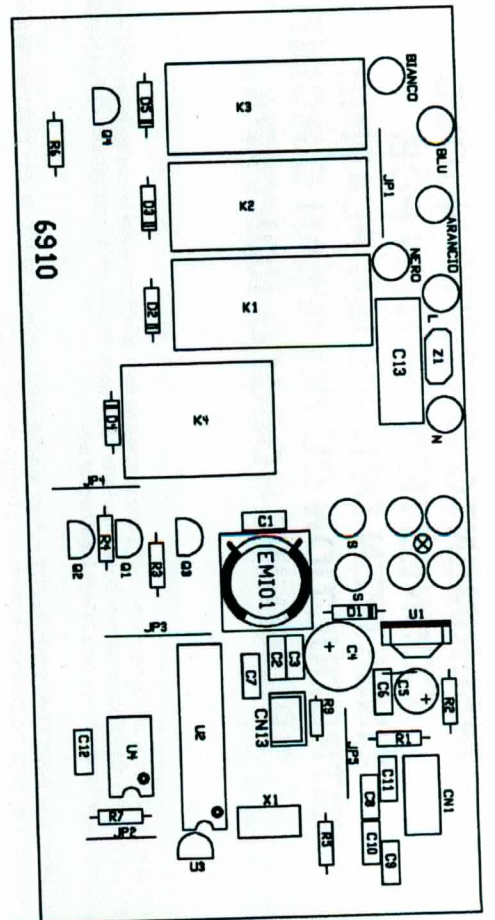 BIANCO
BLU
ARANCIO
NERO
L
N
JP1
K3
K2
K1
K4
D5
D3
D2
D4
Q4
R6
6910
C13
Z1
JP4
Q2
R4
Q1
R3
Q3
C1
EMI01
S
S
D1
U1
JP3
C2
C3
C4
C5
C6
C7
R2
R9
CN13
R1
JP5
CN1
C11
C8
C10
C9
C12
U4
U2
X1
R5
R7
JP2
U3